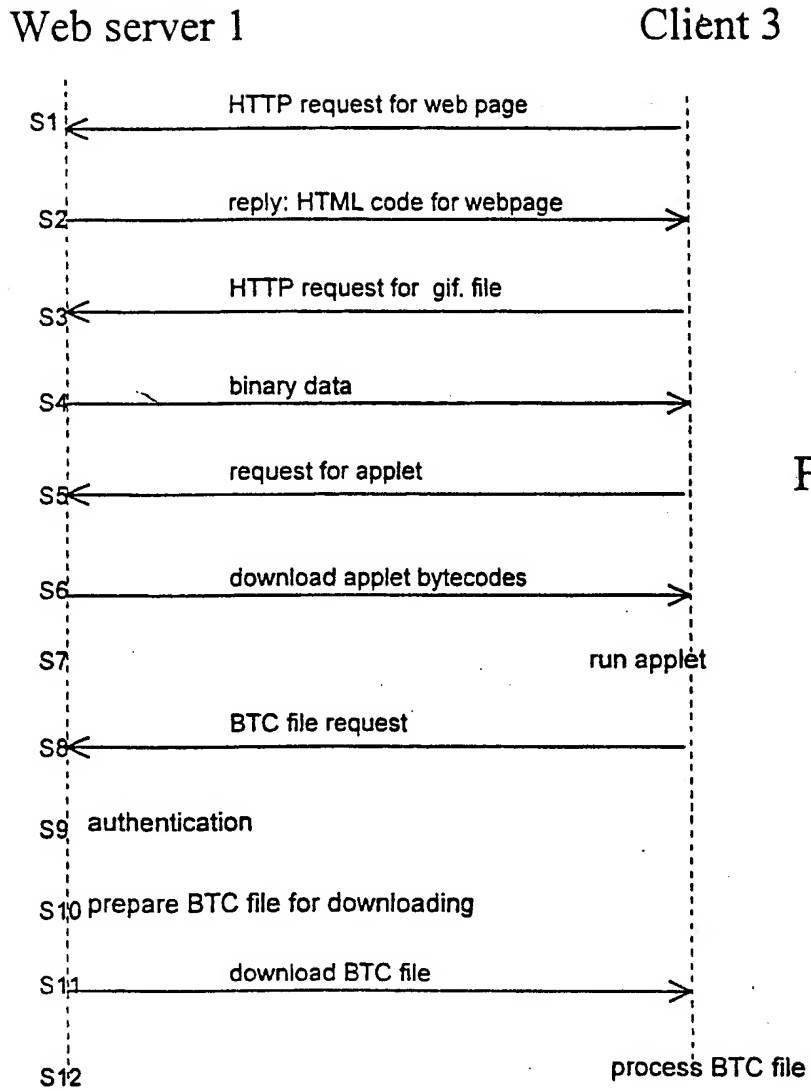 Web server 1 Client 3
S1 HTTP request for web page
S2 reply: HTML code for webpage
S3 HTTP request for gif. file
S4 binary data
S5 request for applet
S6 download applet bytecodes
S7 run applet
S8 BTC file request
S9 authentication
S10 prepare BTC file for downloading
S11 download BTC file
S12 process BTC file